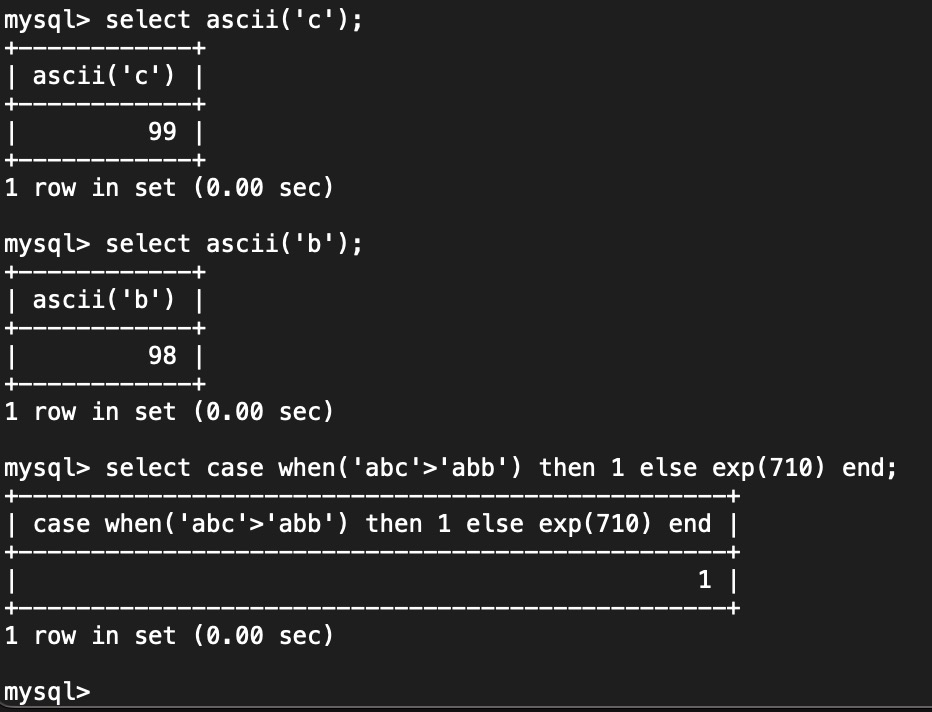 mysql> select ascii('c');
+------------+
| ascii('c') |
+------------+
|         99 |
+------------+
1 row in set (0.00 sec)
mysql> select ascii('b');
+------------+
| ascii('b') |
+------------+
|         98 |
+------------+
1 row in set (0.00 sec)
mysql> select case when('abc'>'abb') then 1 else exp(710) end;
+-------------------------------------------------+
| case when('abc'>'abb') then 1 else exp(710) end |
+-------------------------------------------------+
|                                               1 |
+-------------------------------------------------+
1 row in set (0.00 sec)
mysql>